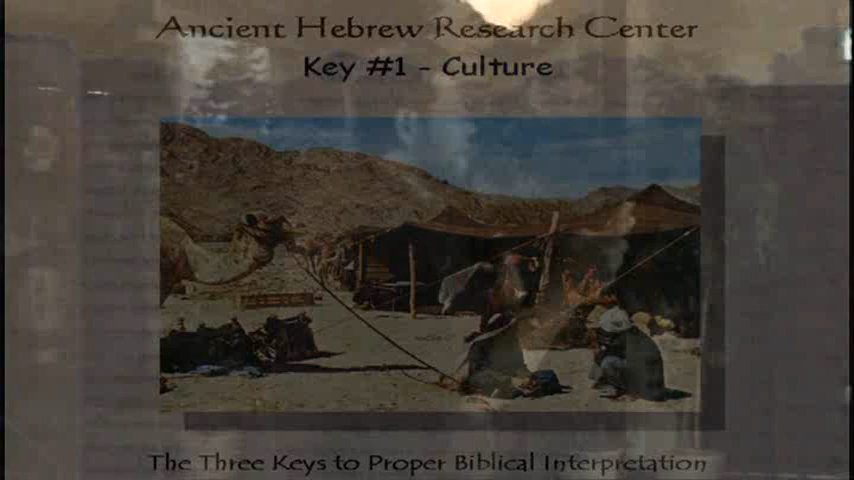 Ancient Hebrew Research Center
Key #1 - Culture
The Three Keys to Proper Biblical Interpretation